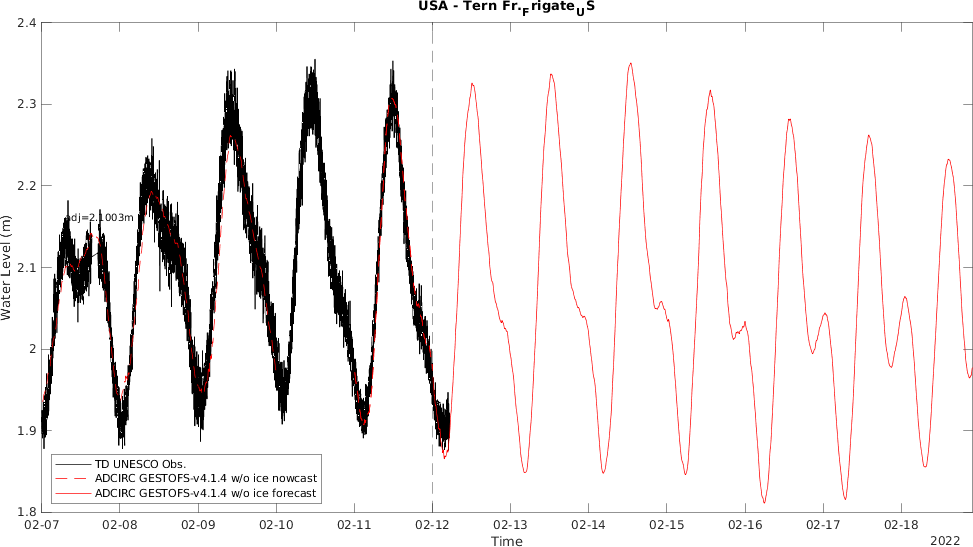 USA - Tern Fr.FrigateUS
2.4
2.3
2.2
2.1
2
1.9
1.8
Water Level (m)
adj=2.1003m
TD UNESCO Obs.
ADCIRC GESTOFS-v4.1.4 w/o ice nowcast
ADCIRC GESTOFS-v4.1.4 w/o ice forecast
02-07 02-08 02-09 02-10 02-11 02-12 02-13 02-14 02-15 02-16 02-17 02-18
Time
2022